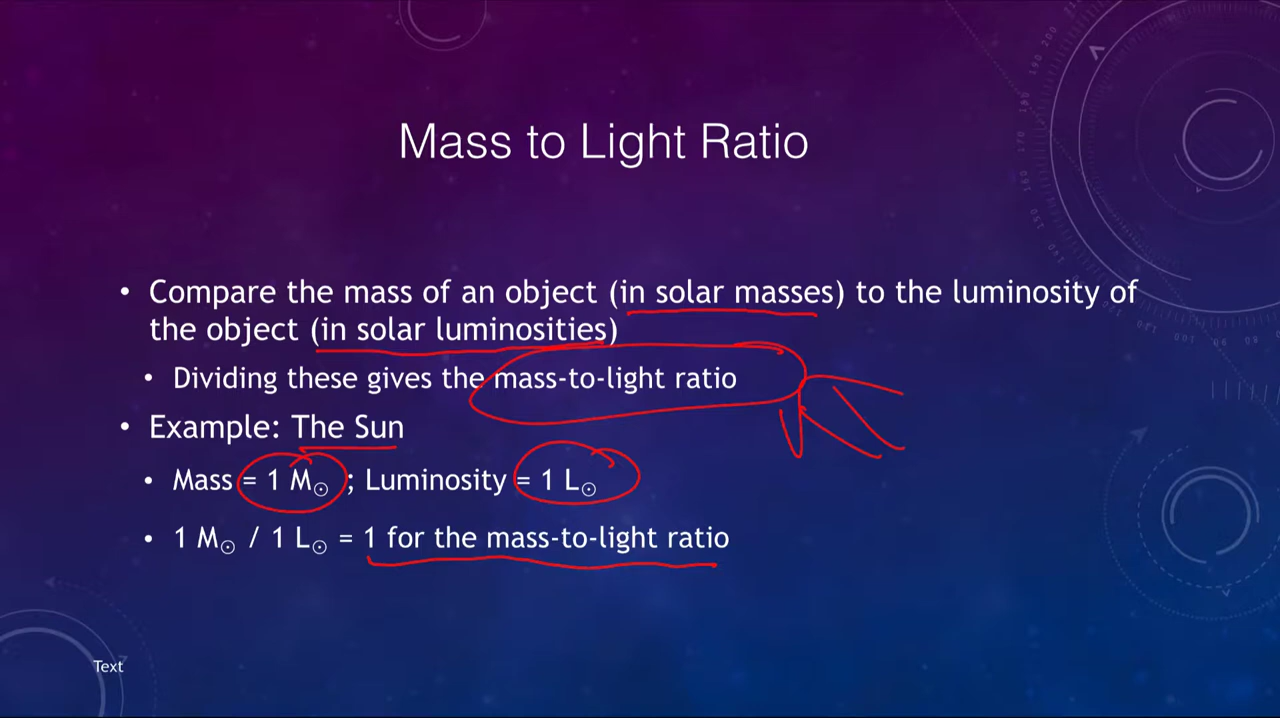 Mass to Light Ratio
• Compare the mass of an object (in solar masses) to the luminosity of
the object (in solar luminosities)
• Dividing these gives the mass-to-light ratio
• Example: The Sun
• Mass = 1 M☉ ; Luminosity = 1 L☉
• 1 M☉ / 1 L☉ = 1 for the mass-to-light ratio
Text